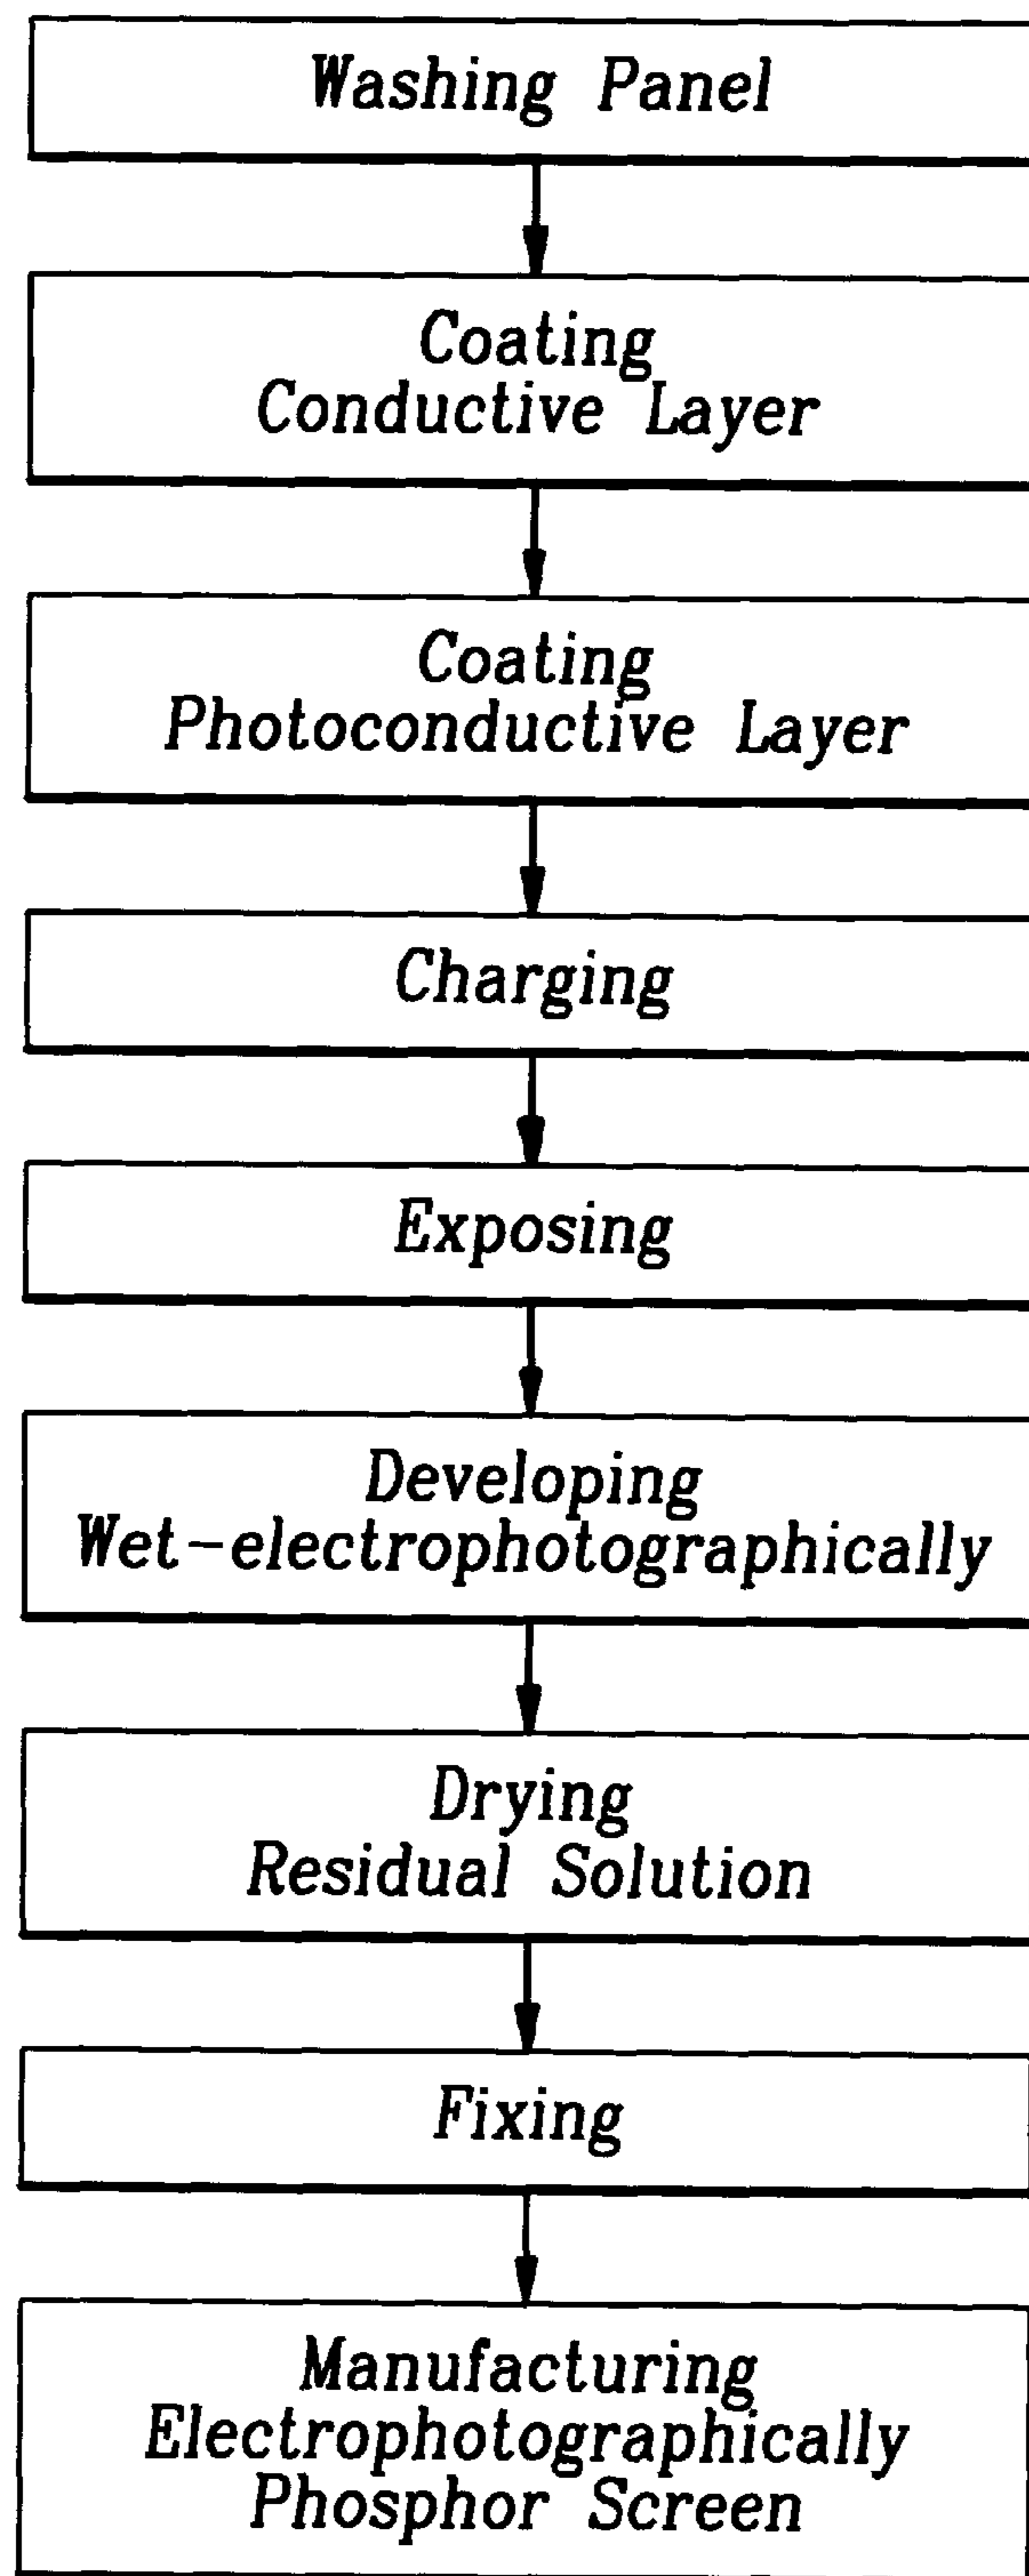 Washing Panel
Coating
Conductive Layer
Coating
Photoconductive Layer
Charging
Exposing
Developing
Wet-electrophotographically
Drying
Residual Solution
Fixing
Manufacturing
Electrophotographically
Phosphor Screen